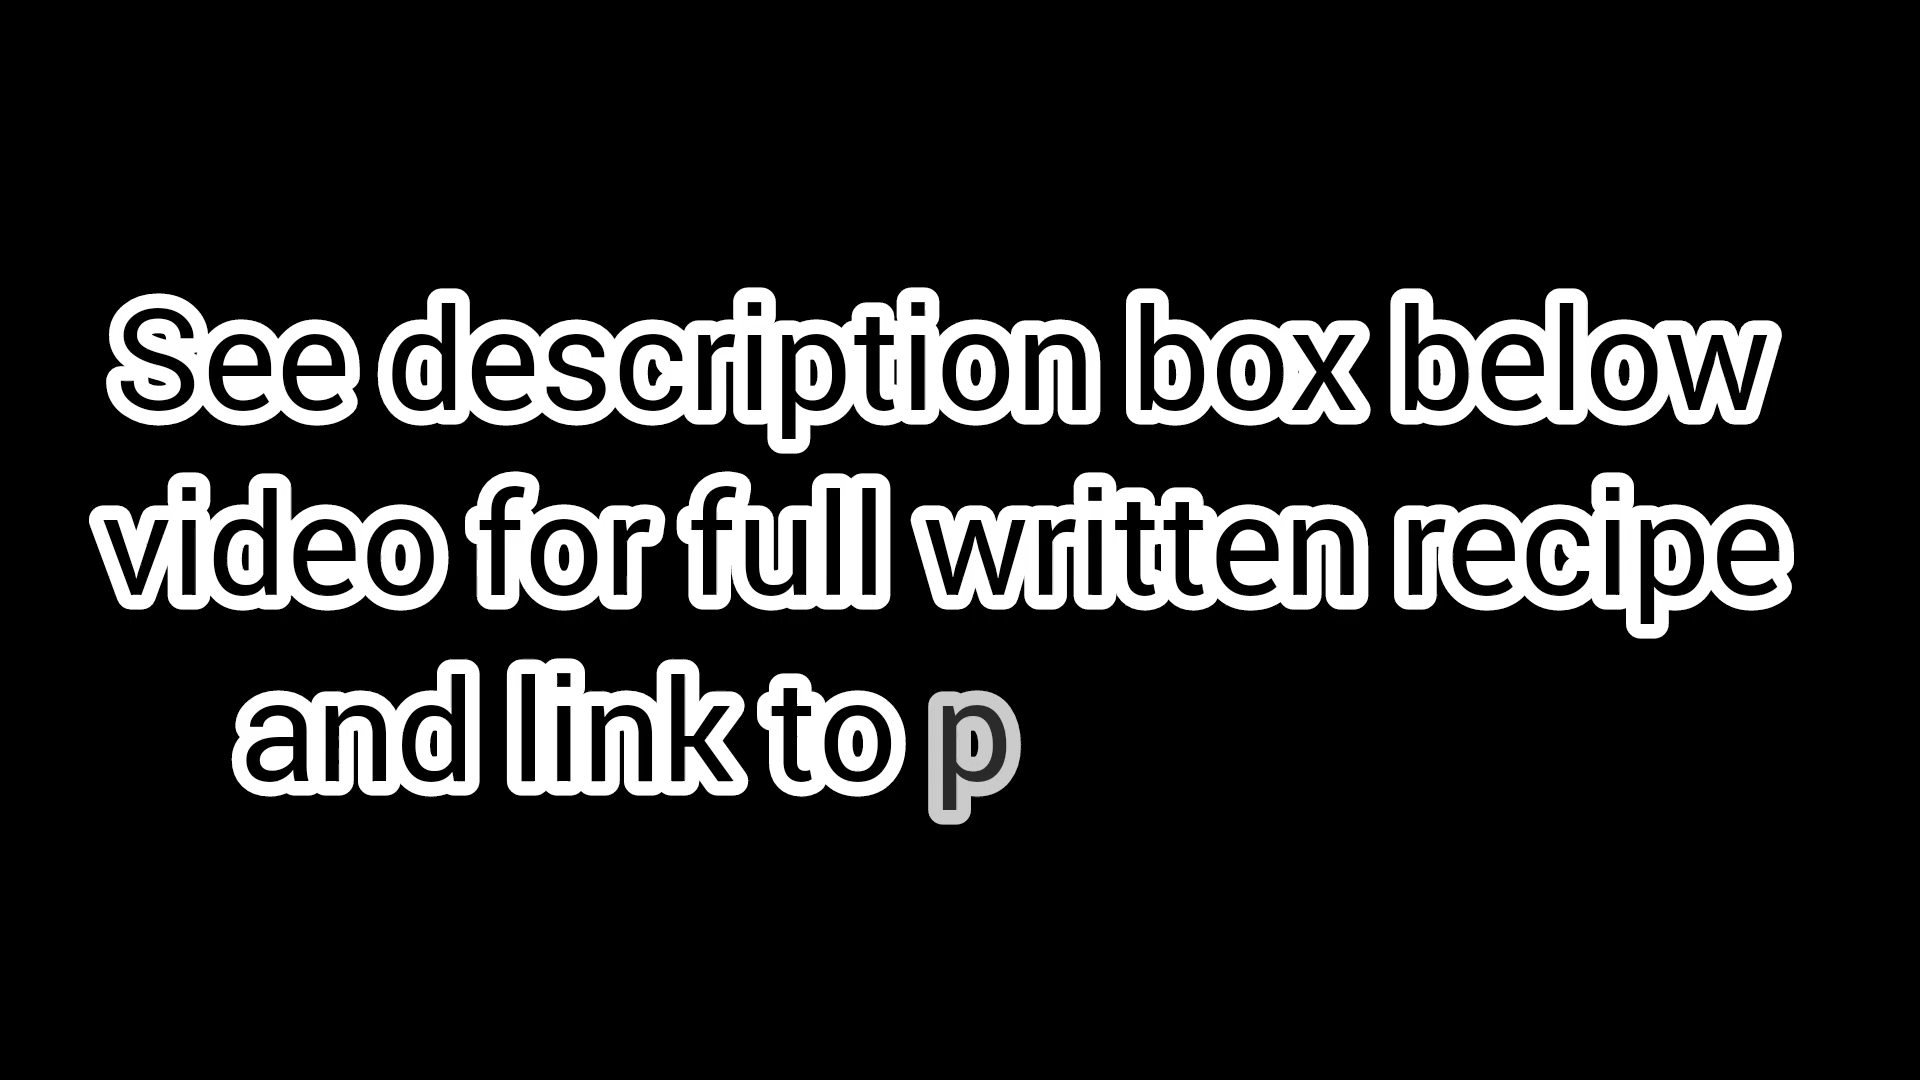 See description box below
video for full written recipe
and link to p